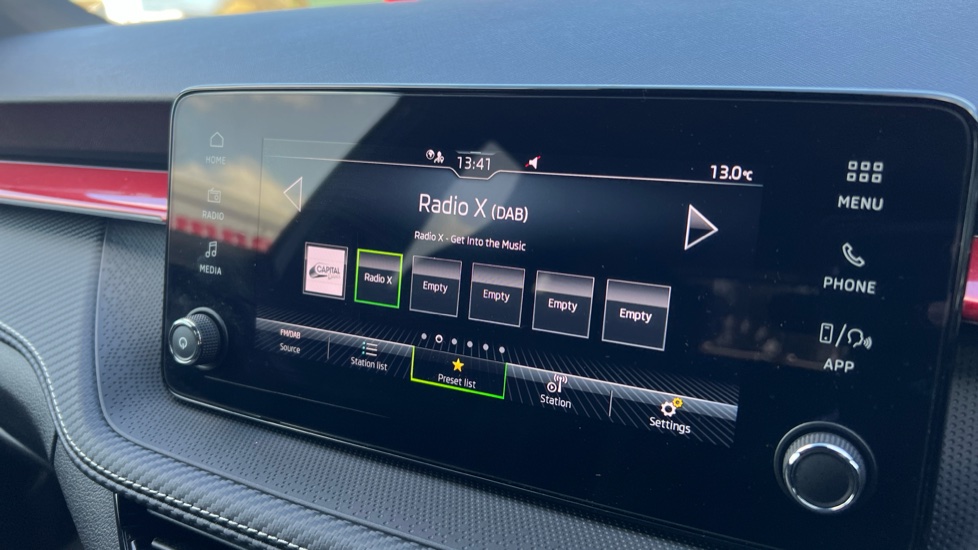 13:41
13.0°C
HOME
RADIO
MEDIA
Radio X (DAB)
Radio X - Get Into the Music
CAPITAL
Radio X
Empty
Empty
Empty
Empty
FM/DAB
Source
Station list
Preset list
Station
Settings
MENU
PHONE
APP